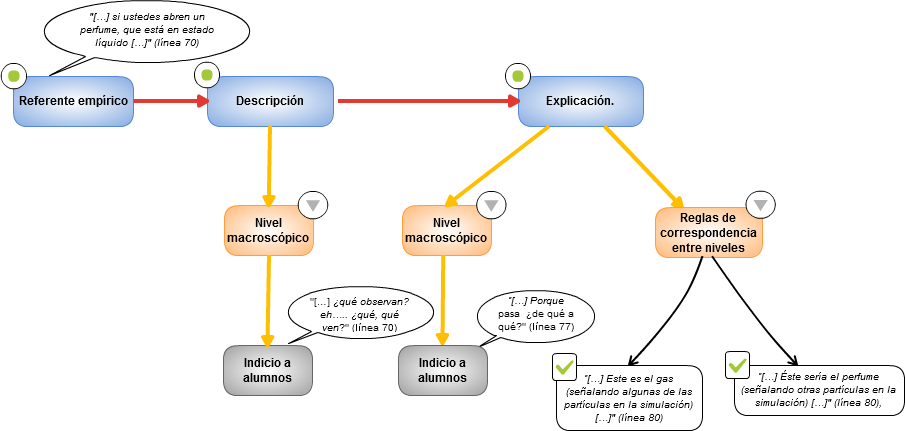 "[…] si ustedes abren un
perfume, que está en estado
líquido […]" (línea 70)
Referente empírico
Descripción
Explicación.
Nivel
macroscópico
Nivel
macroscópico
Reglas de
correspondencia
entre niveles
"[…] ¿qué observan?
eh….. ¿qué, qué
ven?" (línea 70)
"[…] Porque
pasa ¿de qué a
qué?" (línea 77)
Indicio a
alumnos
Indicio a
alumnos
"[…] Este es el gas
(señalando algunas de las
partículas en la simulación)
[…]" (línea 80)
"[…] Éste sería el perfume
(señalando otras partículas en la
simulación) […]" (línea 80),